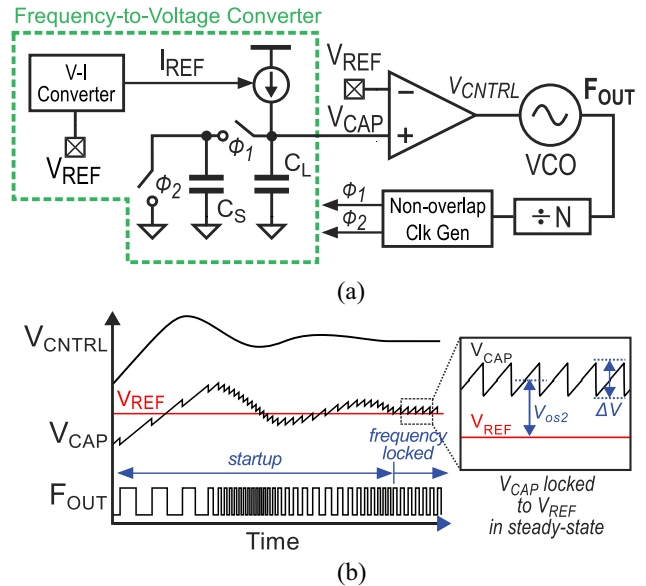 Frequency-to-Voltage Converter
V-I
Converter
I_REF
V_REF
V_REF
V_CAP
−
+
V_CNTRL
F_OUT
VCO
Φ1
Φ2
C_S
C_L
Φ1
Φ2
Non-overlap
Clk Gen
÷N
(a)
V_CNTRL
V_REF
V_CAP
startup
frequency
locked
F_OUT
Time
V_CAP
V_os2
ΔV
V_REF
V_CAP locked
to V_REF
in steady-state
(b)